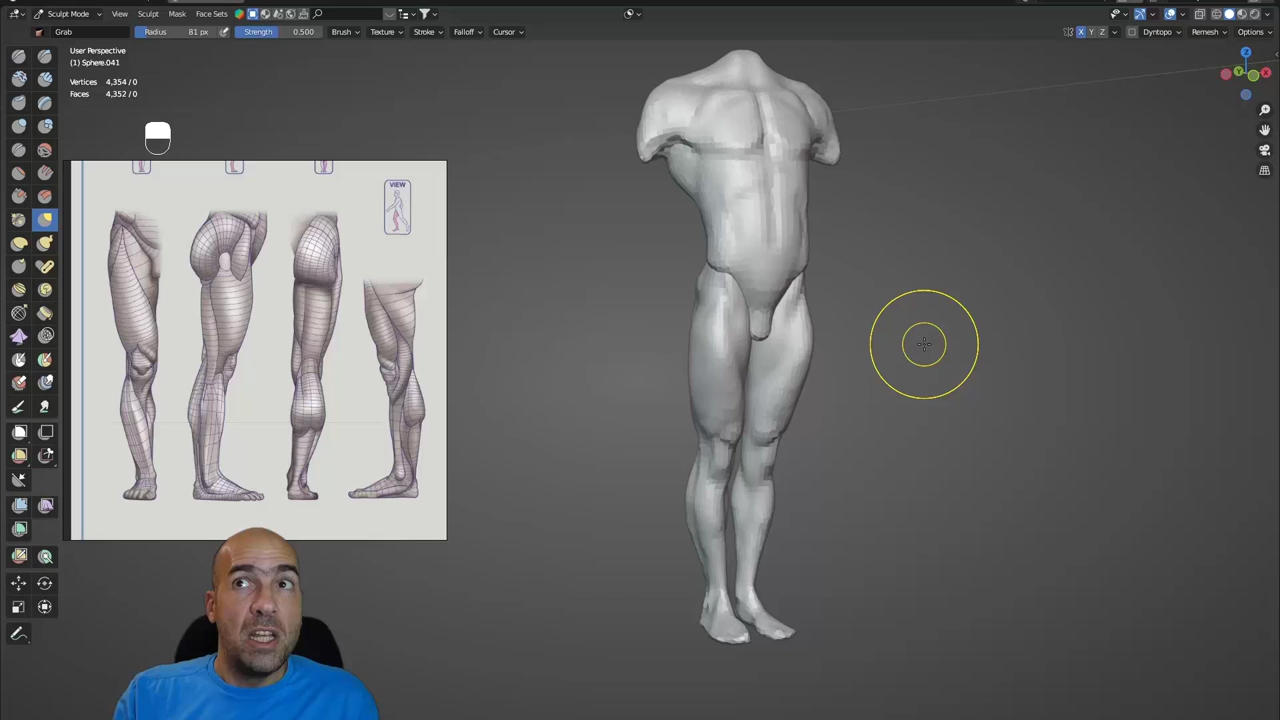 Sculpt Mode View Sculpt Mask Face Sets
Grab Radius 81 px Strength 0.500 Brush Texture Stroke Falloff Cursor X Y Z Dyntopo Remesh Options
User Perspective
(1) Sphere.041
Vertices 4,354 / 0
Faces 4,352 / 0
Z
Y X
VIEW